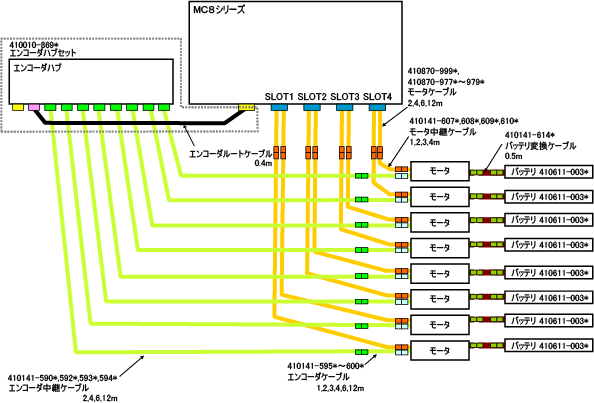 MC8シリーズ
410010-869*
エンコーダハブセット
エンコーダハブ
SLOT1 SLOT2 SLOT3 SLOT4
410870-999*,
410870-977*～979*
モータケーブル
2,4,6,12m
410141-607*,608*,609*,610*
モータ中継ケーブル
1,2,3,4m
410141-614*
バッテリ変換ケーブル
0.5m
エンコーダルートケーブル
0.4m
モータ
バッテリ 410611-003*
モータ
バッテリ 410611-003*
モータ
バッテリ 410611-003*
モータ
バッテリ 410611-003*
モータ
バッテリ 410611-003*
モータ
バッテリ 410611-003*
モータ
バッテリ 410611-003*
モータ
バッテリ 410611-003*
410141-590*,592*,593*,594*
エンコーダ中継ケーブル
2,4,6,12m
410141-595*～600*
エンコーダケーブル
1,2,3,4,6,12m